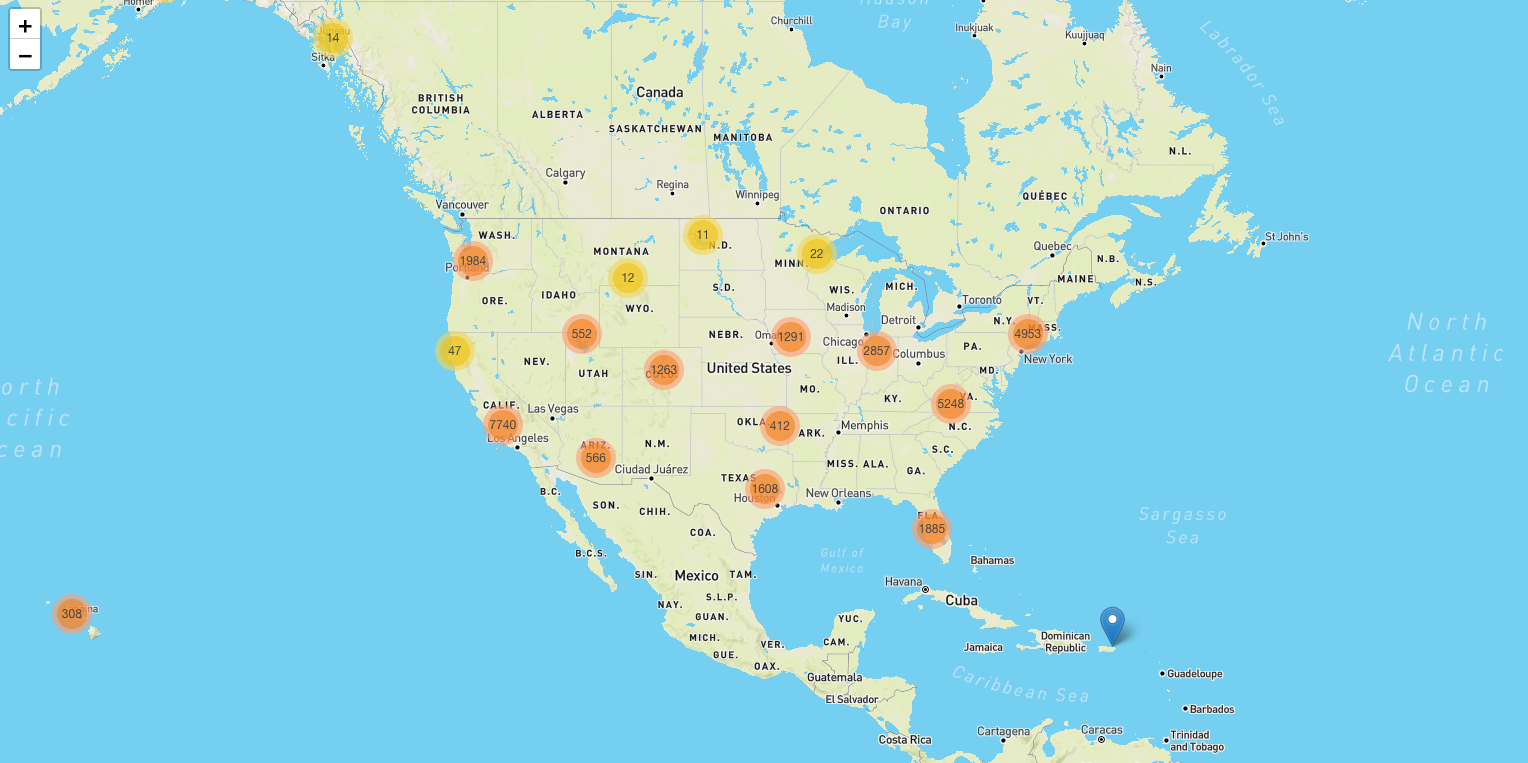 +
−
Homer
Hudson
Bay
Churchill
Inukjuak
Kuujjuaq
Labrador Sea
Nain
14
Sitka
BRITISH
COLUMBIA
Canada
ALBERTA
SASKATCHEWAN
MANITOBA
N.L.
Calgary
Regina
Winnipeg
QUÉBEC
ONTARIO
Vancouver
WASH.
MONTANA
11
N.D.
22
MINN.
Quebec
St John's
N.B.
MAINE
N.S.
1984
Portland
12
IDAHO
ORE.
WYO.
S.D.
WIS.
MICH.
Madison
Toronto
VT.
Detroit
N.Y.
MASS.
4953
552
NEBR.
Oma
1291
Chicago
2857
Columbus
PA.
New York
North
Atlantic
Ocean
47
NEV.
UTAH
1263
COLO.
United States
ILL.
MD.
MO.
KY.
5248
VA.
N.C.
orth
cific
cean
CALIF.
Las Vegas
7740
Los Angeles
OKLA.
412
ARK.
Memphis
ARIZ.
566
N.M.
Ciudad Juárez
MISS.
ALA.
GA.
S.C.
TEXAS
1608
Houston
New Orleans
B.C.
SON.
CHIH.
COA.
FLA.
1885
Sargasso
Sea
B.C.S.
Gulf of
Mexico
Bahamas
SIN.
Mexico
TAM.
Havana
Cuba
NAY.
S.L.P.
GUAN.
308
na
MICH.
VER.
YUC.
CAM.
GUE.
OAX.
Jamaica
Dominican
Republic
Guatemala
El Salvador
Caribbean Sea
Guadeloupe
Barbados
Costa Rica
Cartagena
Caracas
Trinidad
and Tobago